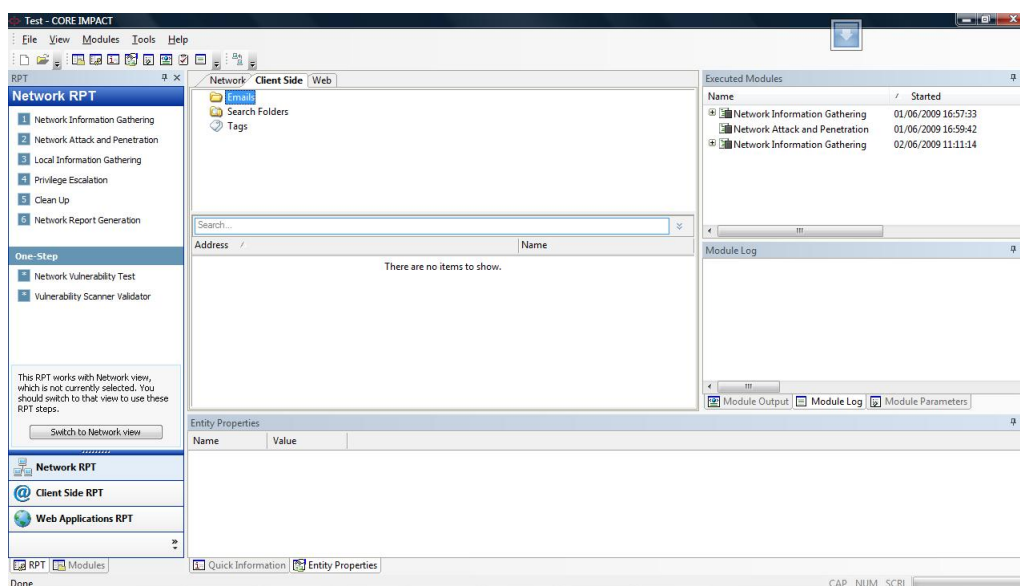 Test - CORE IMPACT
File View Modules Tools Help
RPT
Network RPT
1 Network Information Gathering
2 Network Attack and Penetration
3 Local Information Gathering
4 Privilege Escalation
5 Clean Up
6 Network Report Generation
One-Step
* Network Vulnerability Test
* Vulnerability Scanner Validator
This RPT works with Network view,
which is not currently selected. You
should switch to that view to use these
RPT steps.
Switch to Network view
Network RPT
Client Side RPT
Web Applications RPT
RPT Modules
Network Client Side Web
Emails
Search Folders
Tags
Search...
Address Name
There are no items to show.
Executed Modules
Name Started
Network Information Gathering 01/06/2009 16:57:33
Network Attack and Penetration 01/06/2009 16:59:42
Network Information Gathering 02/06/2009 11:11:14
Module Log
Module Output Module Log Module Parameters
Entity Properties
Name Value
Quick Information Entity Properties
Done
CAP NUM SCRL